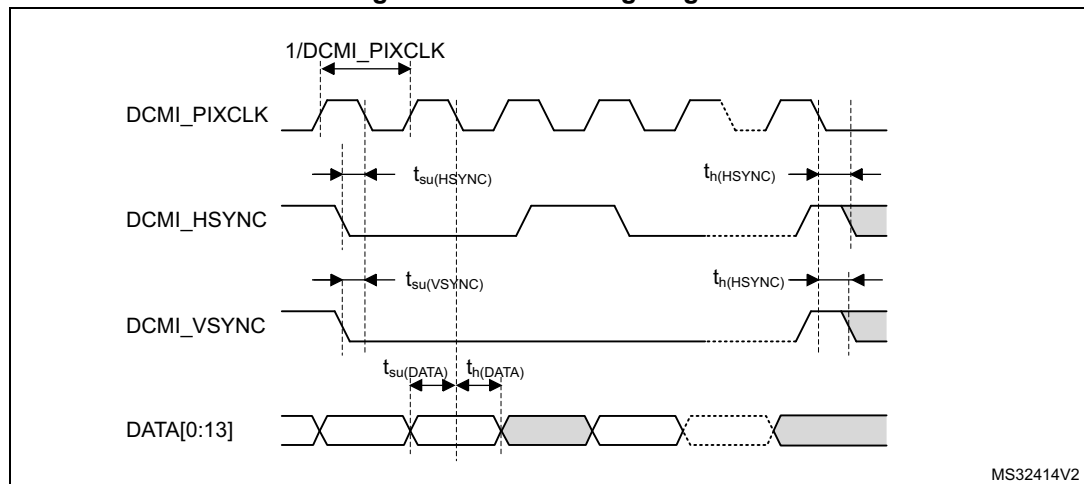 1/DCMI_PIXCLK
DCMI_PIXCLK
tsu(HSYNC) th(HSYNC)
DCMI_HSYNC
tsu(VSYNC) th(HSYNC)
DCMI_VSYNC
tsu(DATA) th(DATA)
DATA[0:13]
MS32414V2